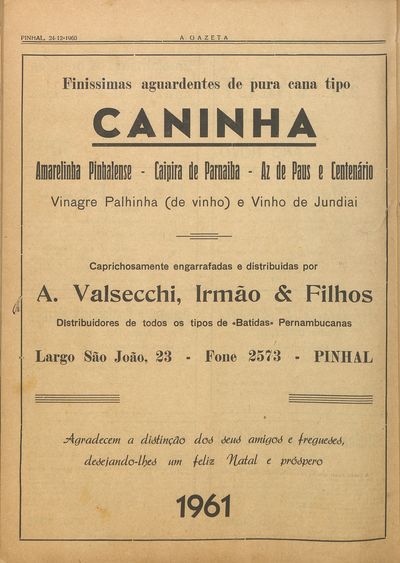 PINHAL, 24-12-1960 A GAZETA
Finissimas aguardentes de pura cana tipo
CANINHA
Amarelinha Pinhalense - Caipira de Parnaiba - Az de Paus e Centenário
Vinagre Palhinha (de vinho) e Vinho de Jundiai
Caprichosamente engarrafadas e distribuidas por
A. Valsecchi, Irmão & Filhos
Distribuidores de todos os tipos de «Batidas» Pernambucanas
Largo São João, 23 - Fone 2573 - PINHAL
Agradecem a distinção dos seus amigos e fregueses,
desejando-lhes um feliz Natal e próspero
1961